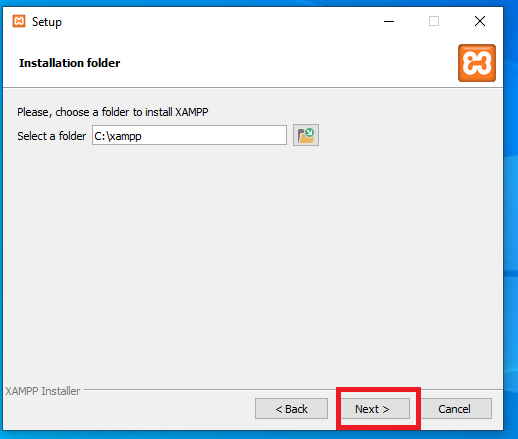 Setup
Installation folder
Please, choose a folder to install XAMPP
Select a folder C:\xampp
XAMPP Installer
< Back Next > Cancel